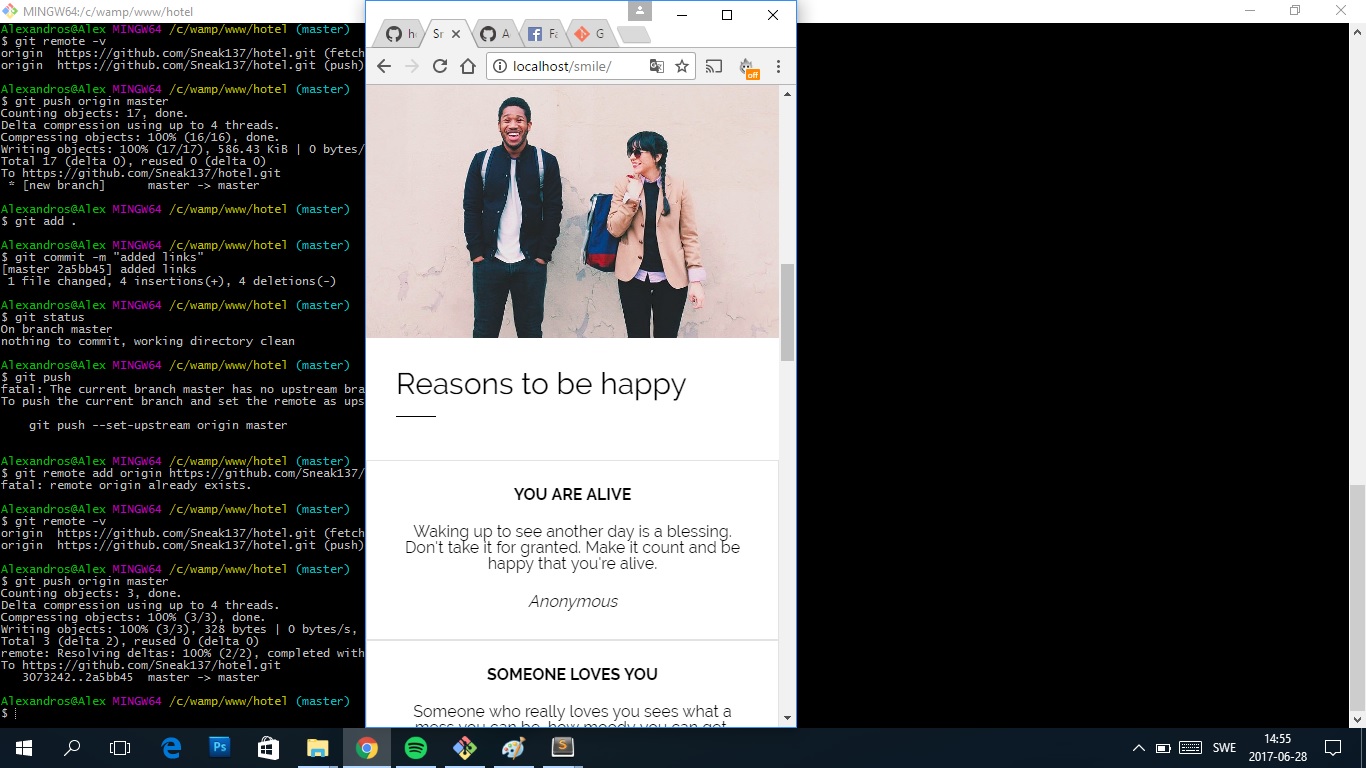 MINGW64:/c/wamp/www/hotel
Alexandros@Alex MINGW64 /c/wamp/www/hotel (master)
$ git remote -v
origin  https://github.com/Sneak137/hotel.git (fetch
origin  https://github.com/Sneak137/hotel.git (push)
Alexandros@Alex MINGW64 /c/wamp/www/hotel (master)
$ git push origin master
Counting objects: 17, done.
Delta compression using up to 4 threads.
Compressing objects: 100% (16/16), done.
Writing objects: 100% (17/17), 586.43 KiB | 0 bytes/
Total 17 (delta 0), reused 0 (delta 0)
To https://github.com/Sneak137/hotel.git
 * [new branch]      master -> master
Alexandros@Alex MINGW64 /c/wamp/www/hotel (master)
$ git add .
Alexandros@Alex MINGW64 /c/wamp/www/hotel (master)
$ git commit -m "added links"
[master 2a5bb45] added links
 1 file changed, 4 insertions(+), 4 deletions(-)
Alexandros@Alex MINGW64 /c/wamp/www/hotel (master)
$ git status
On branch master
nothing to commit, working directory clean
Alexandros@Alex MINGW64 /c/wamp/www/hotel (master)
$ git push
fatal: The current branch master has no upstream bra
To push the current branch and set the remote as ups
    git push --set-upstream origin master
Alexandros@Alex MINGW64 /c/wamp/www/hotel (master)
$ git remote add origin https://github.com/Sneak137/
fatal: remote origin already exists.
Alexandros@Alex MINGW64 /c/wamp/www/hotel (master)
$ git remote -v
origin  https://github.com/Sneak137/hotel.git (fetch
origin  https://github.com/Sneak137/hotel.git (push)
Alexandros@Alex MINGW64 /c/wamp/www/hotel (master)
$ git push origin master
Counting objects: 3, done.
Delta compression using up to 4 threads.
Compressing objects: 100% (3/3), done.
Writing objects: 100% (3/3), 328 bytes | 0 bytes/s,
Total 3 (delta 2), reused 0 (delta 0)
remote: Resolving deltas: 100% (2/2), completed with
To https://github.com/Sneak137/hotel.git
   3073242..2a5bb45  master -> master
Alexandros@Alex MINGW64 /c/wamp/www/hotel (master)
$
h Sr A Fa G
localhost/smile/
off
Reasons to be happy
YOU ARE ALIVE
Waking up to see another day is a blessing.
Don't take it for granted. Make it count and be
happy that you're alive.
Anonymous
SOMEONE LOVES YOU
Someone who really loves you sees what a
mess you can be, how moody you can get,
Ps
S
SWE
14:55
2017-06-28